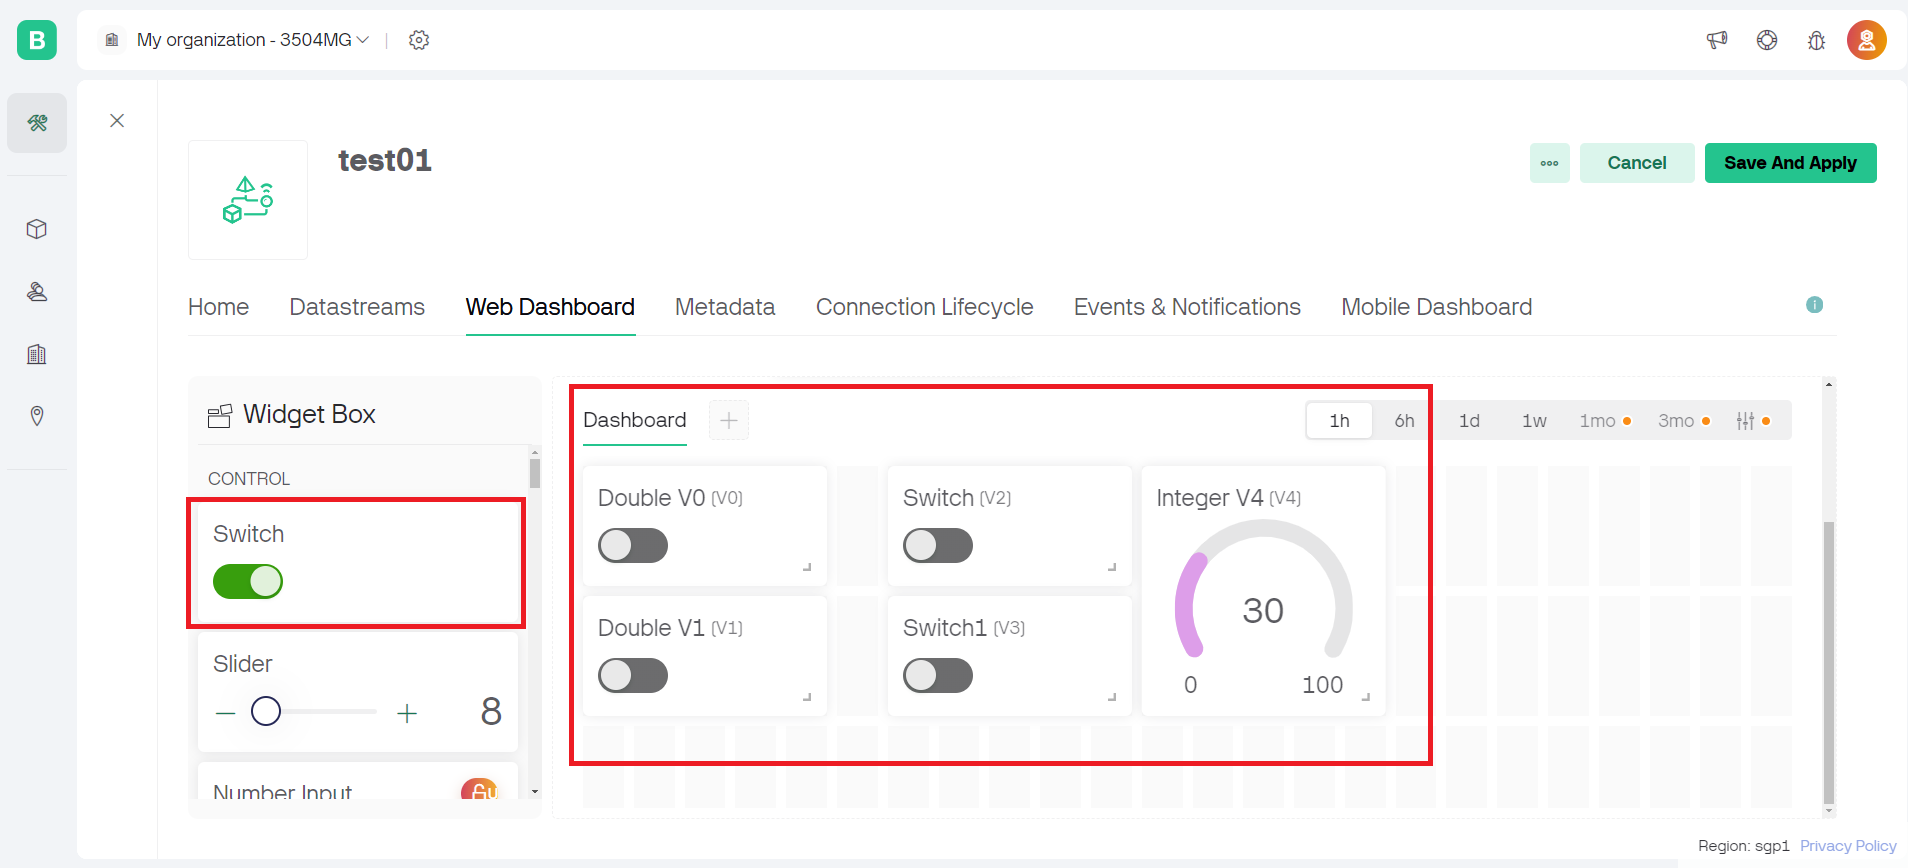 B
My organization - 3504MG
test01
Cancel
Save And Apply
Home Datastreams Web Dashboard Metadata Connection Lifecycle Events & Notifications Mobile Dashboard
Widget Box
CONTROL
Switch
Slider
8
Number Input
Dashboard
1h 6h 1d 1w 1mo 3mo
Double V0 (V0)
Switch (V2)
Integer V4 (V4)
30
0 100
Double V1 (V1)
Switch1 (V3)
Region: sgp1 Privacy Policy